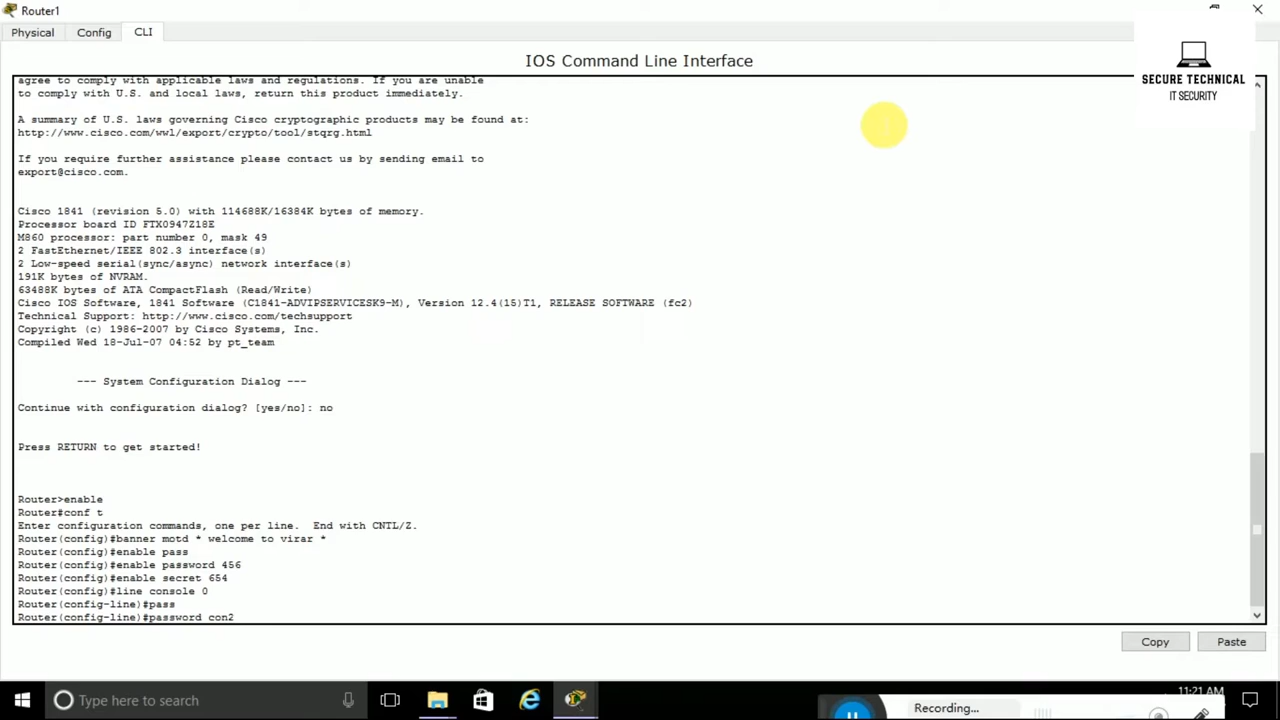 Router1
Physical
Config
CLI
SECURE TECHNICAL
IT SECURITY
IOS Command Line Interface
agree to comply with applicable laws and regulations. If you are unable
to comply with U.S. and local laws, return this product immediately.
A summary of U.S. laws governing Cisco cryptographic products may be found at:
http://www.cisco.com/wwl/export/crypto/tool/stqrg.html
If you require further assistance please contact us by sending email to
export@cisco.com.
Cisco 1841 (revision 5.0) with 114688K/16384K bytes of memory.
Processor board ID FTX0947Z18E
M860 processor: part number 0, mask 49
2 FastEthernet/IEEE 802.3 interface(s)
2 Low-speed serial(sync/async) network interface(s)
191K bytes of NVRAM.
63488K bytes of ATA CompactFlash (Read/Write)
Cisco IOS Software, 1841 Software (C1841-ADVIPSERVICESK9-M), Version 12.4(15)T1, RELEASE SOFTWARE (fc2)
Technical Support: http://www.cisco.com/techsupport
Copyright (c) 1986-2007 by Cisco Systems, Inc.
Compiled Wed 18-Jul-07 04:52 by pt_team
--- System Configuration Dialog ---
Continue with configuration dialog? [yes/no]: no
Press RETURN to get started!
Router>enable
Router#conf t
Enter configuration commands, one per line.  End with CNTL/Z.
Router(config)#banner motd * welcome to virar *
Router(config)#enable pass
Router(config)#enable password 456
Router(config)#enable secret 654
Router(config)#line console 0
Router(config-line)#pass
Router(config-line)#password con2
Copy
Paste
Type here to search
11:21 AM
Recording...